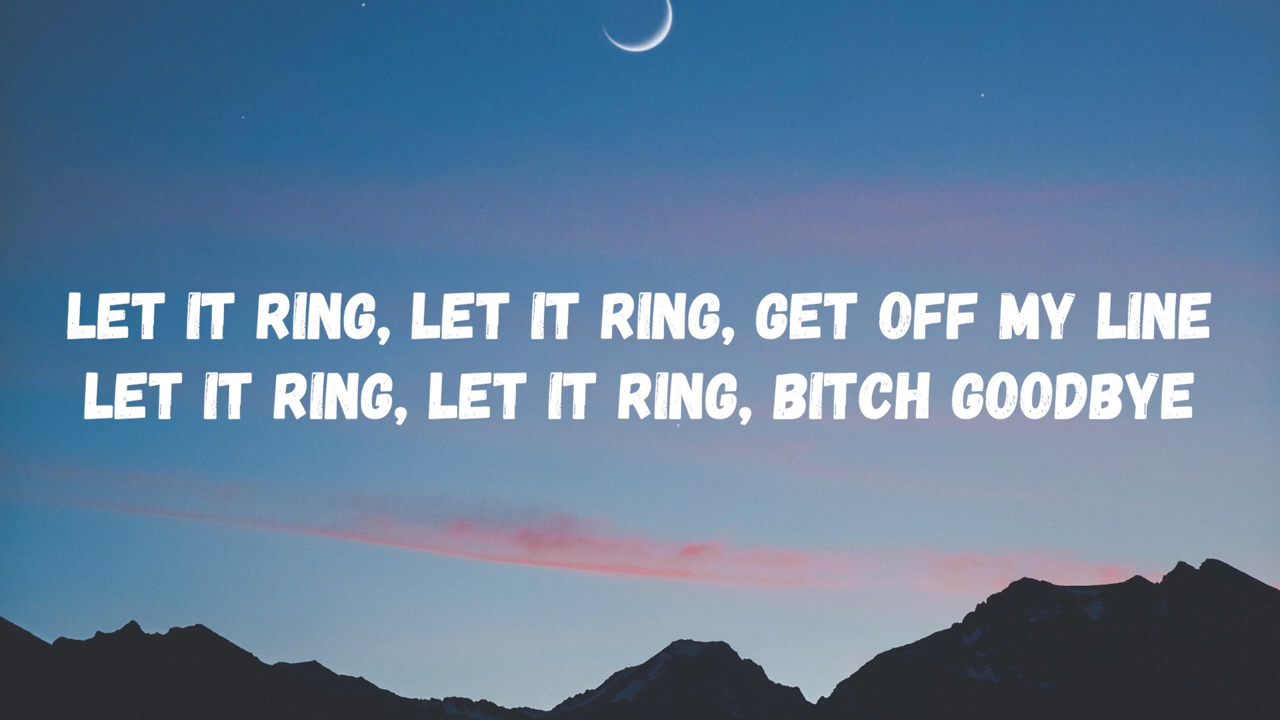 LET IT RING, LET IT RING, GET OFF MY LINE
LET IT RING, LET IT RING, BITCH GOODBYE